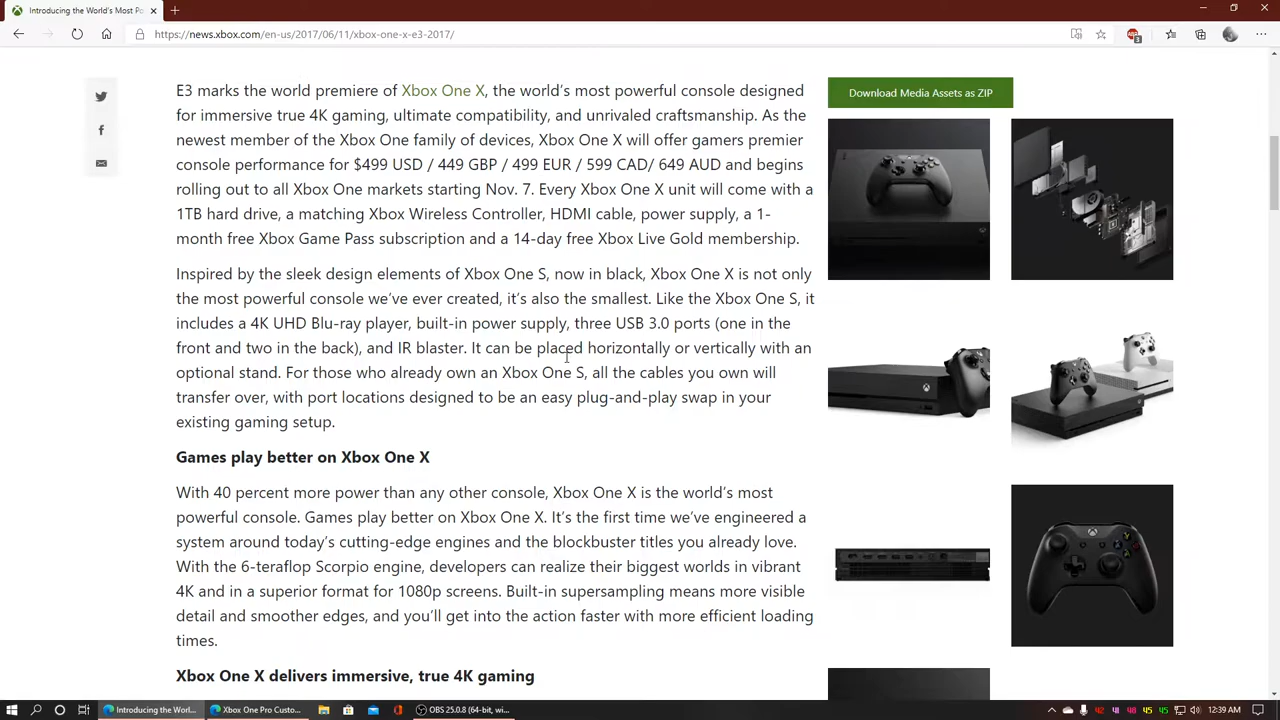 Introducing the World's Most Po
https://news.xbox.com/en-us/2017/06/11/xbox-one-x-e3-2017/
3
E3 marks the world premiere of Xbox One X, the world's most powerful console designed
for immersive true 4K gaming, ultimate compatibility, and unrivaled craftsmanship. As the
newest member of the Xbox One family of devices, Xbox One X will offer gamers premier
console performance for $499 USD / 449 GBP / 499 EUR / 599 CAD/ 649 AUD and begins
rolling out to all Xbox One markets starting Nov. 7. Every Xbox One X unit will come with a
1TB hard drive, a matching Xbox Wireless Controller, HDMI cable, power supply, a 1-
month free Xbox Game Pass subscription and a 14-day free Xbox Live Gold membership.
Download Media Assets as ZIP
Inspired by the sleek design elements of Xbox One S, now in black, Xbox One X is not only
the most powerful console we've ever created, it's also the smallest. Like the Xbox One S, it
includes a 4K UHD Blu-ray player, built-in power supply, three USB 3.0 ports (one in the
front and two in the back), and IR blaster. It can be placed horizontally or vertically with an
optional stand. For those who already own an Xbox One S, all the cables you own will
transfer over, with port locations designed to be an easy plug-and-play swap in your
existing gaming setup.
Games play better on Xbox One X
With 40 percent more power than any other console, Xbox One X is the world's most
powerful console. Games play better on Xbox One X. It's the first time we've engineered a
system around today's cutting-edge engines and the blockbuster titles you already love.
With the 6-teraflop Scorpio engine, developers can realize their biggest worlds in vibrant
4K and in a superior format for 1080p screens. Built-in supersampling means more visible
detail and smoother edges, and you'll get into the action faster with more efficient loading
times.
Xbox One X delivers immersive, true 4K gaming
Introducing the Worl...
Xbox One Pro Custo...
OBS 25.0.8 (64-bit, wi...
12:39 AM